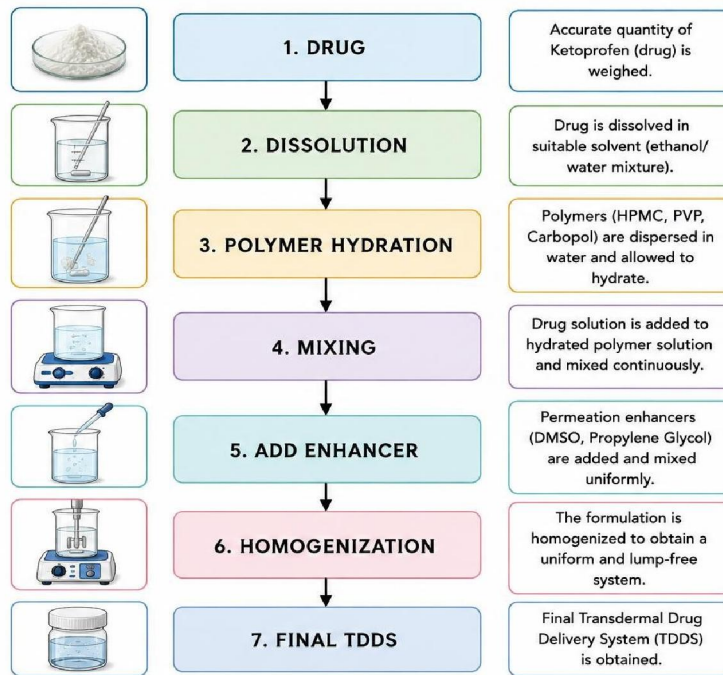 1. DRUG
Accurate quantity of
Ketoprofen (drug) is
weighed.
2. DISSOLUTION
Drug is dissolved in
suitable solvent (ethanol/
water mixture).
3. POLYMER HYDRATION
Polymers (HPMC, PVP,
Carbopol) are dispersed in
water and allowed to
hydrate.
4. MIXING
Drug solution is added to
hydrated polymer solution
and mixed continuously.
5. ADD ENHANCER
Permeation enhancers
(DMSO, Propylene Glycol)
are added and mixed
uniformly.
6. HOMOGENIZATION
The formulation is
homogenized to obtain a
uniform and lump-free
system.
7. FINAL TDDS
Final Transdermal Drug
Delivery System (TDDS)
is obtained.